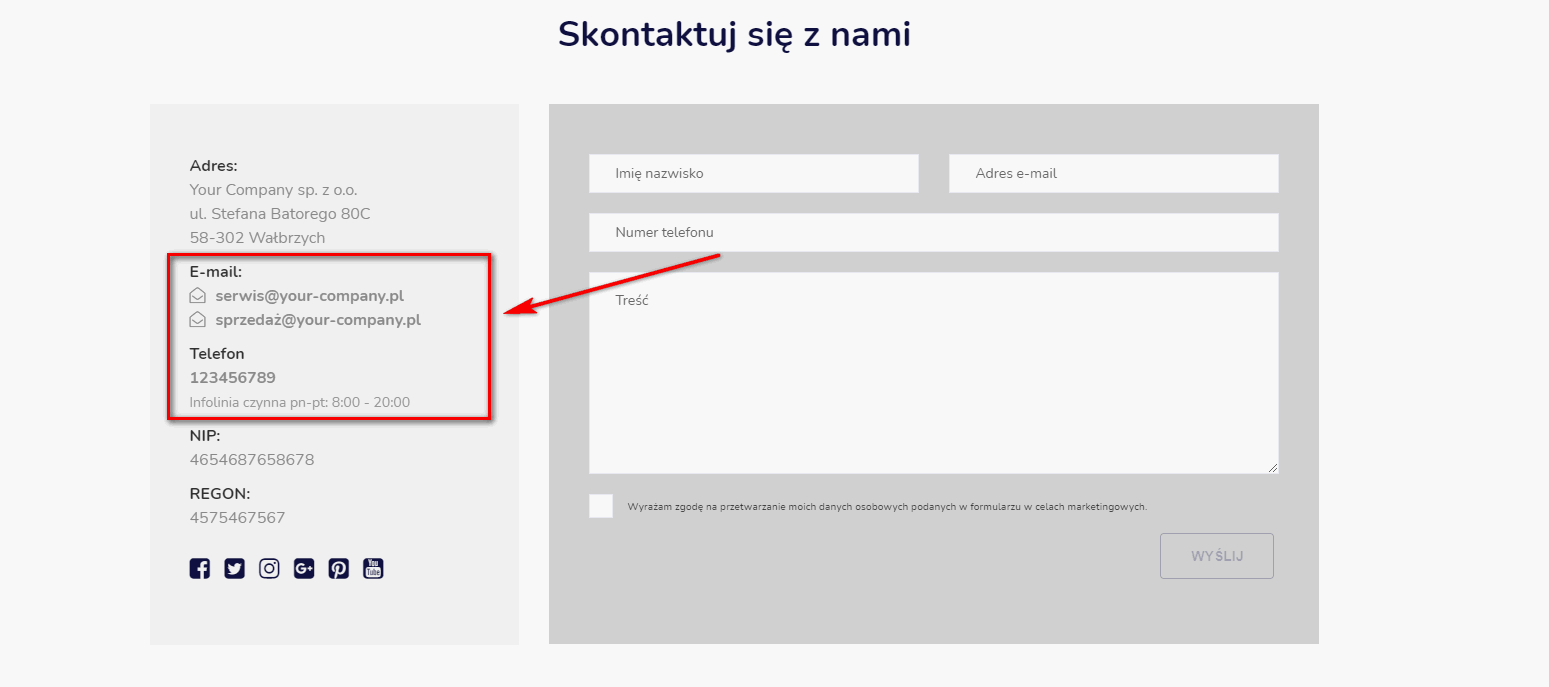 Skontaktuj się z nami
Adres:
Your Company sp. z o.o.
ul. Stefana Batorego 80C
58-302 Wałbrzych
E-mail:
serwis@your-company.pl
sprzedaż@your-company.pl
Telefon
123456789
Infolinia czynna pn-pt: 8:00 - 20:00
NIP:
4654687658678
REGON:
4575467567
G+
You
Tube
Imię nazwisko
Adres e-mail
Numer telefonu
Treść
Wyrażam zgodę na przetwarzanie moich danych osobowych podanych w formularzu w celach marketingowych.
WYŚLIJ